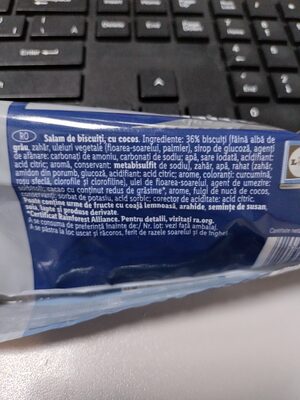 RO Salam de biscuiți, cu cocos. Ingrediente: 36% biscuiți (făină albă de
grâu, zahăr, uleiuri vegetale (floarea-soarelui, palmier), sirop de glucoză, agenți
de afânare: carbonați de amoniu, carbonați de sodiu; apă, sare iodată, acidifiant:
acid citric; aromă, conservant: metabisulfit de sodiu), zahăr, apă, rahat (zahăr,
amidon din porumb, glucoză, acidifiant: acid citric; arome, coloranți: curcumină,
roșu sfeclă, clorofile și clorofiline), ulei de floarea-soarelui, agent de umezire:
sorbitoli; cacao cu conținut redus de grăsime*, arome, fulgi de nucă de cocos,
conservant: sorbat de potasiu, acid sorbic; corector de aciditate: acid citric.
Poate conține urme de fructe cu coajă lemnoasă, arahide, semințe de susan,
soia, lapte și produse derivate.
*Certificat Rainforest Alliance. Pentru detalii, vizitați ra.org.
A se consuma de preferință înainte de:/ Nr. lot: vezi fața ambalaj.
A se păstra la loc uscat și răcoros, ferit de razele soarelui și de îngheț.